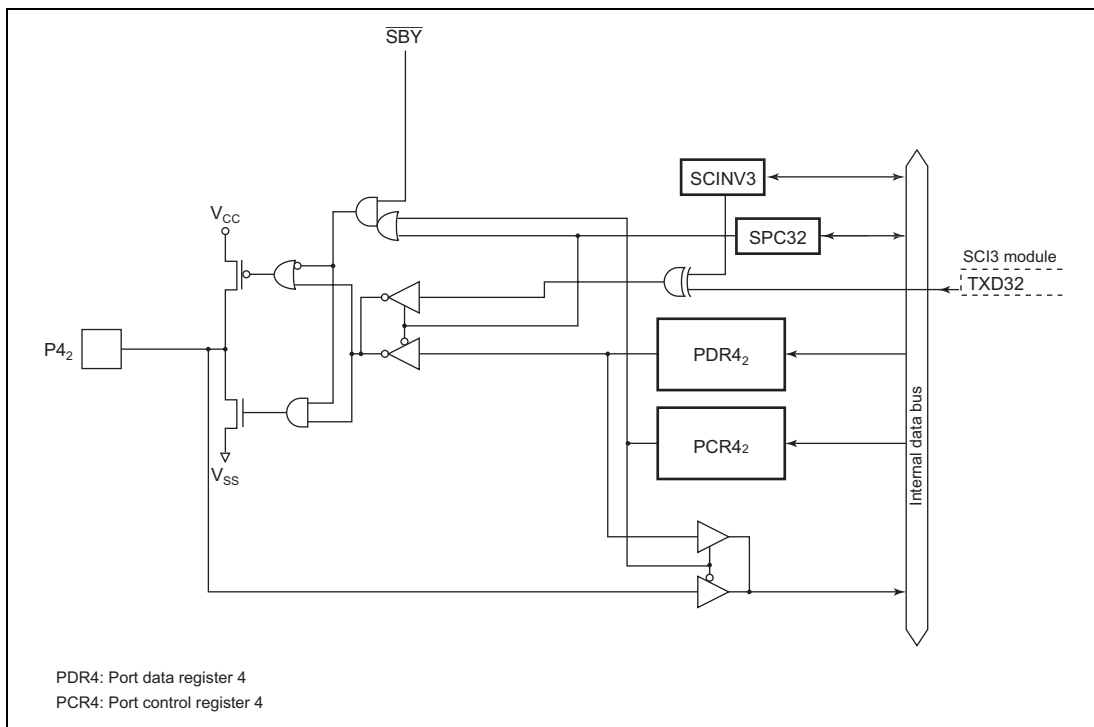 SBY
SCINV3
VCC
SPC32
SCI3 module
TXD32
P42
PDR42
PCR42
VSS
Internal data bus
PDR4: Port data register 4
PCR4: Port control register 4